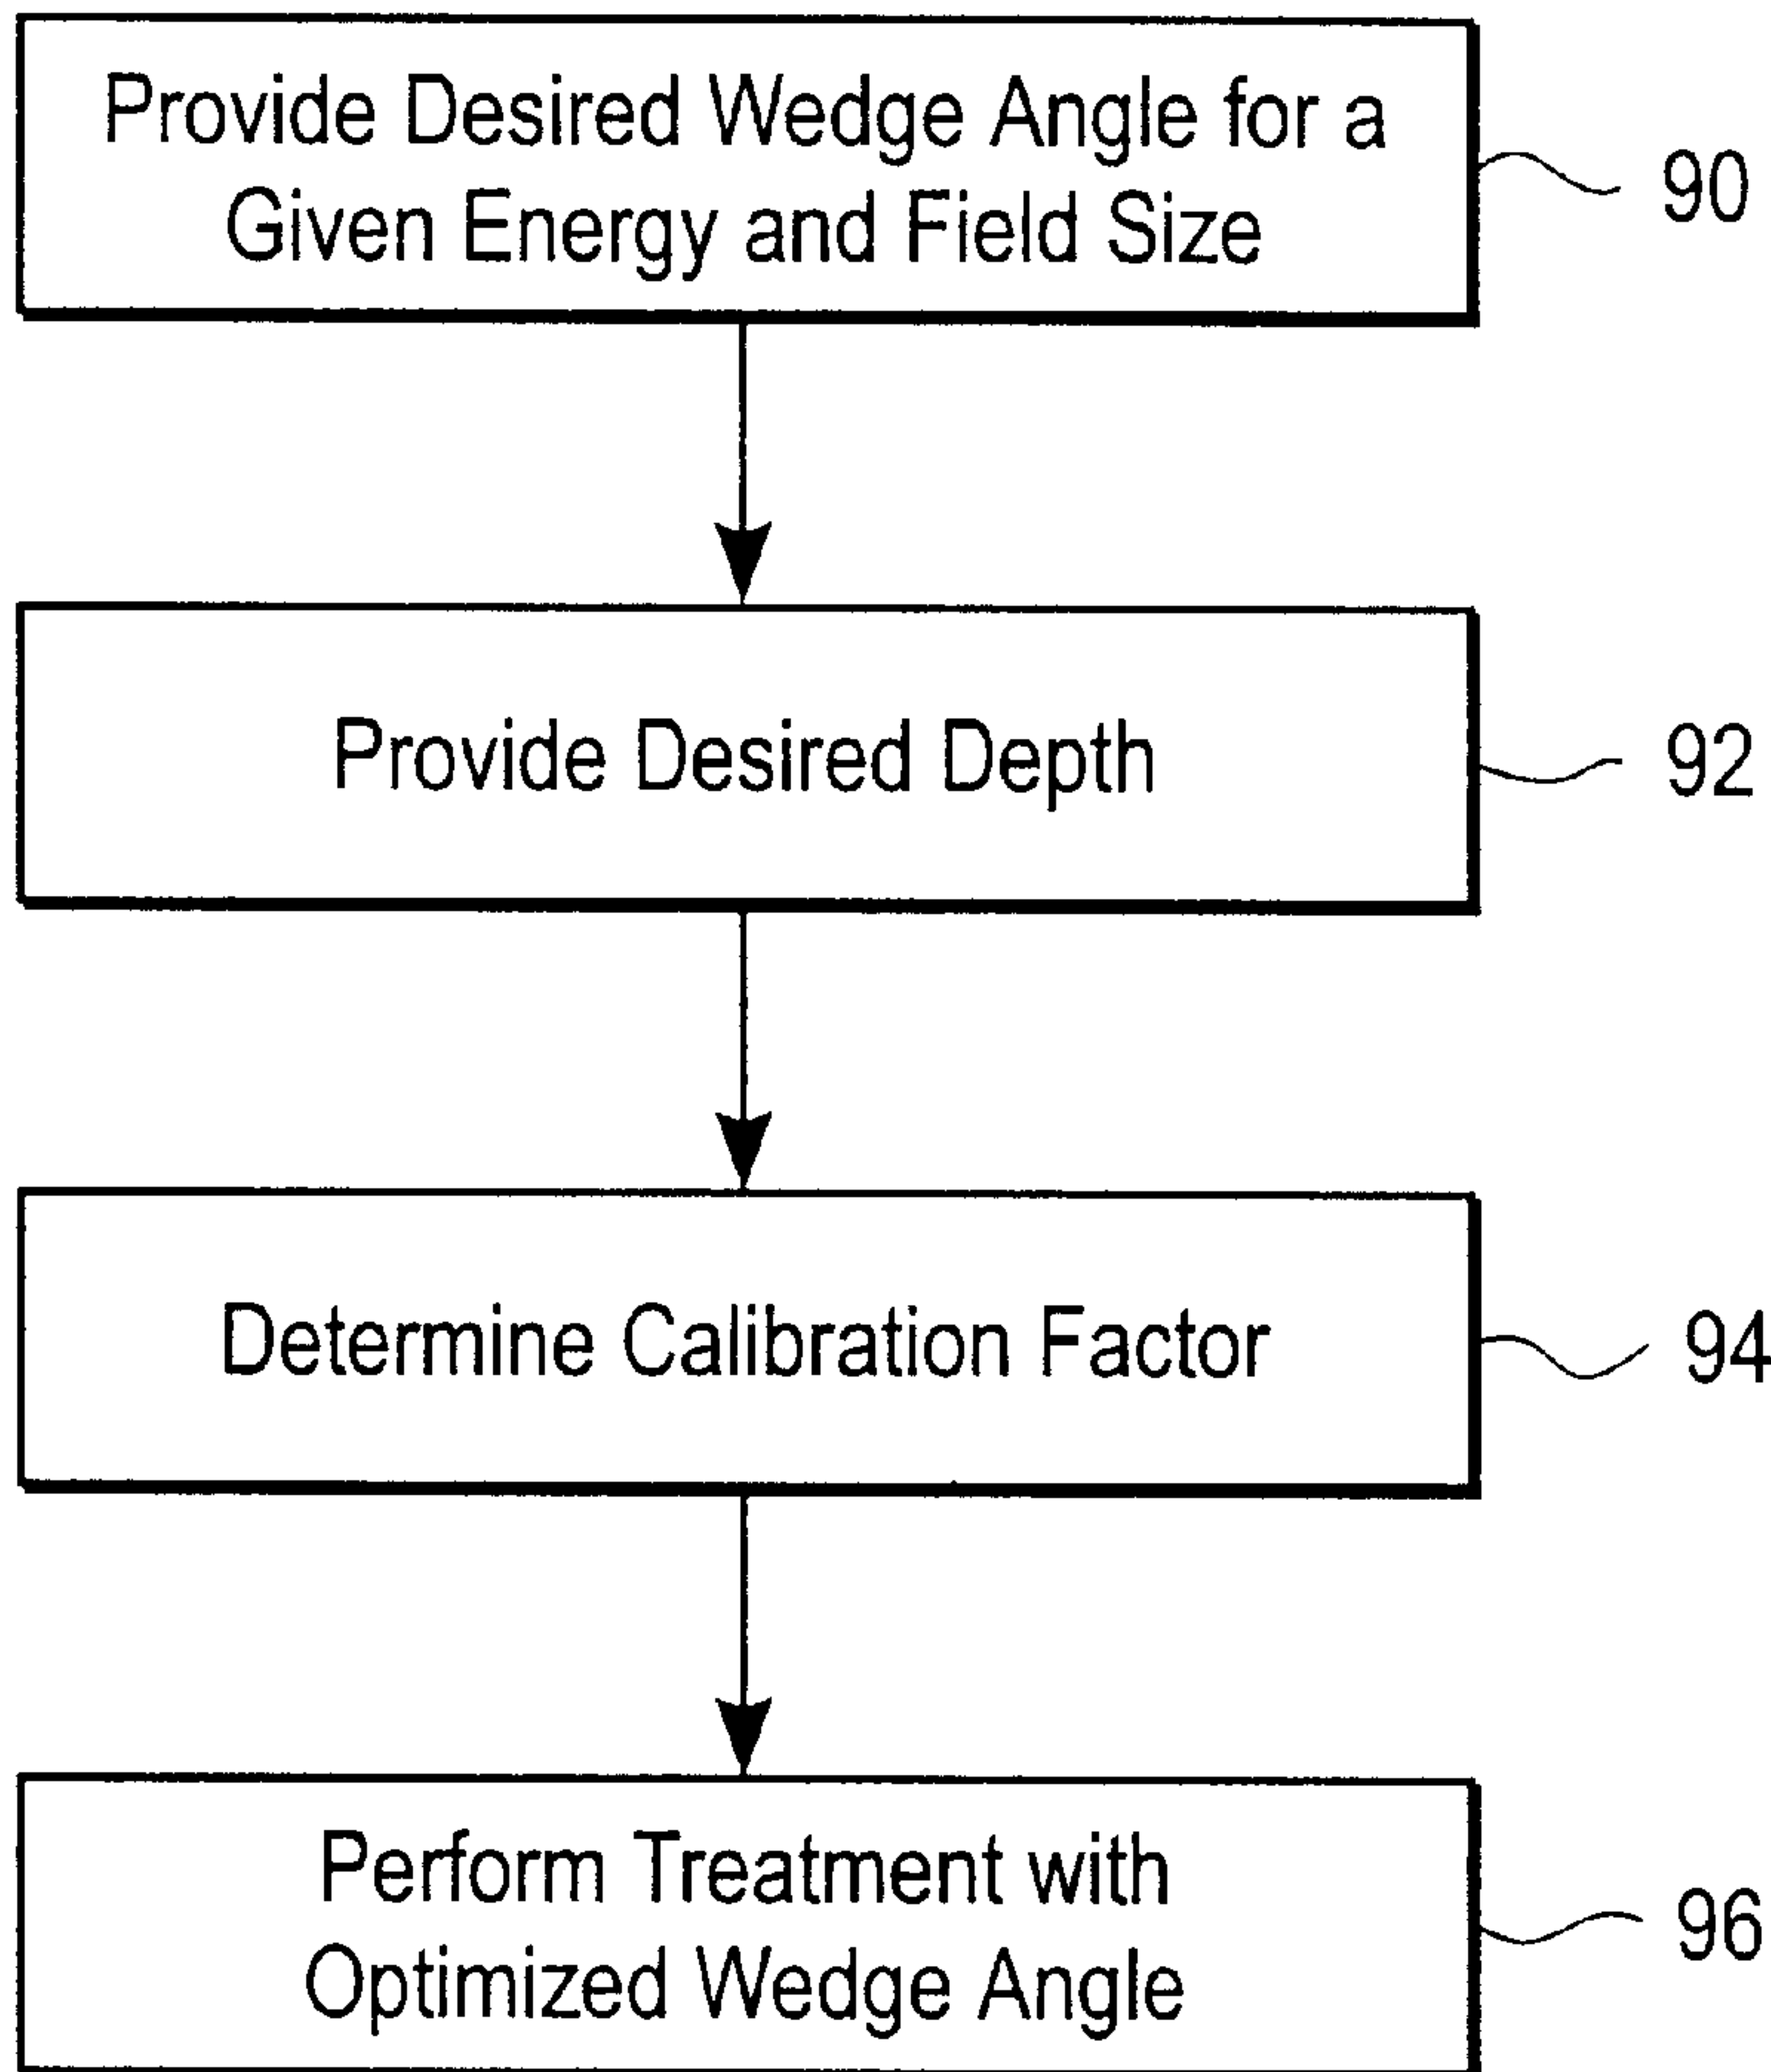 Provide Desired Wedge Angle for a
Given Energy and Field Size
90
Provide Desired Depth
92
Determine Calibration Factor
94
Perform Treatment with
Optimized Wedge Angle
96